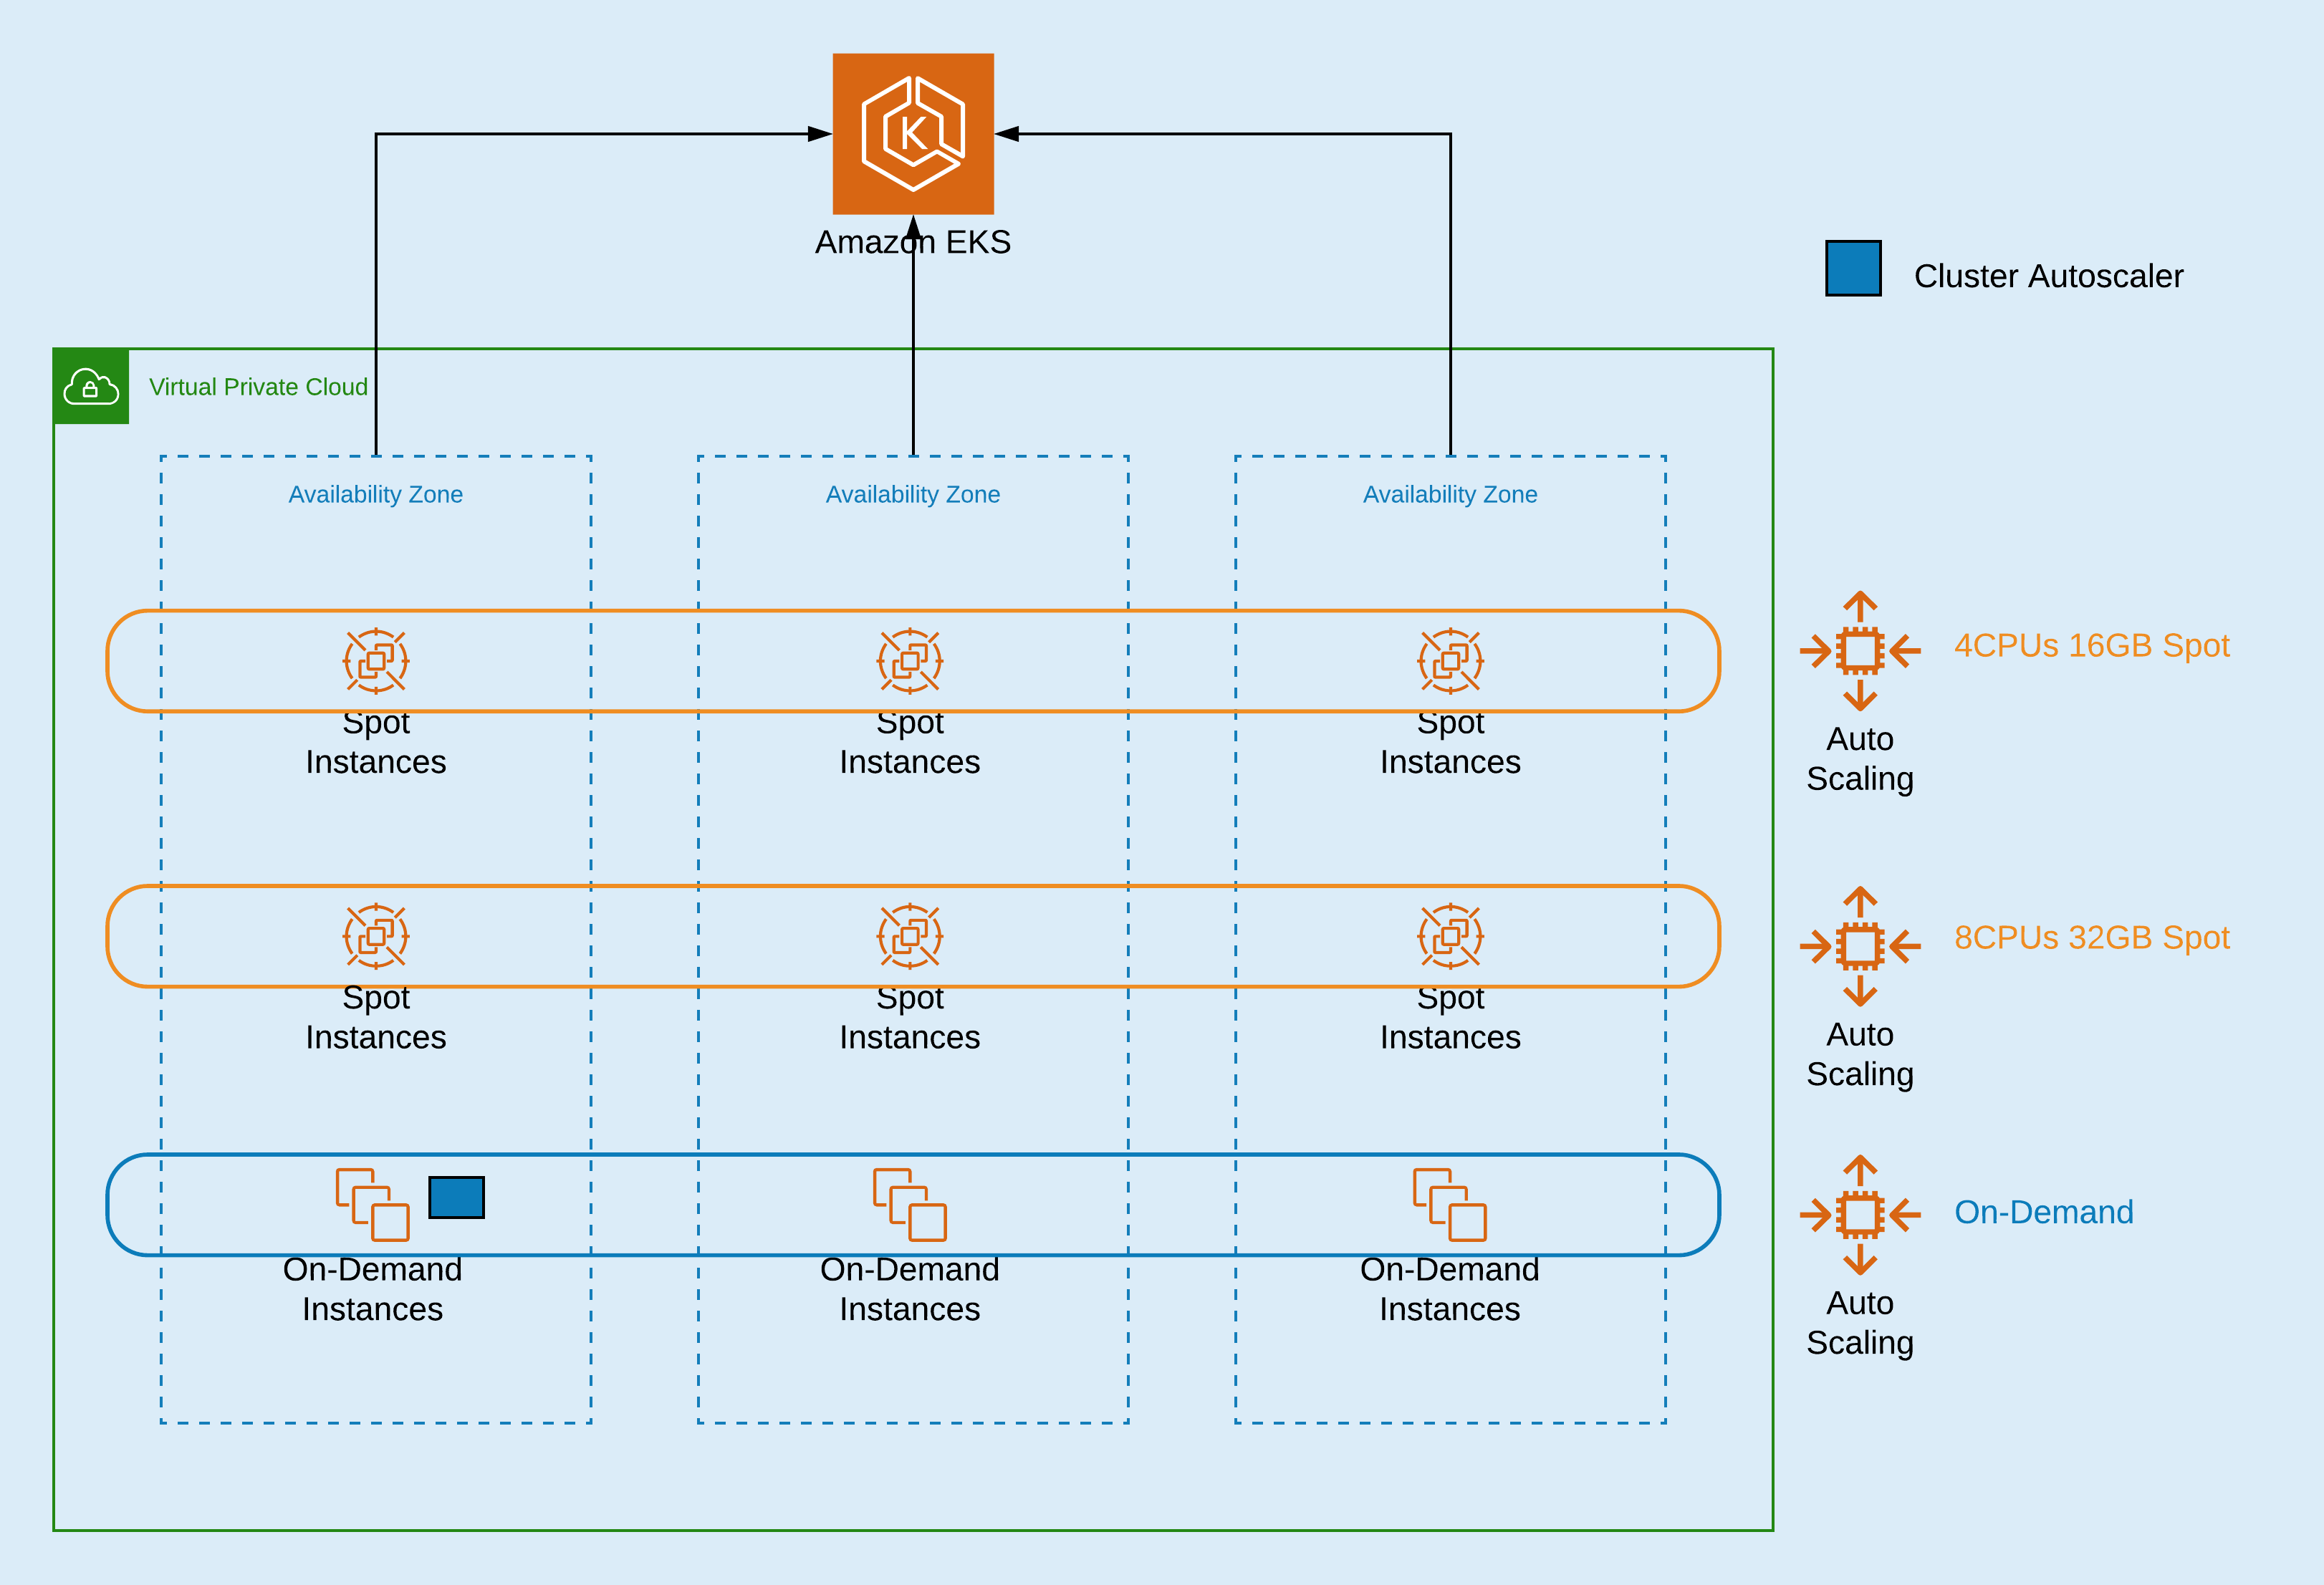 K
Amazon EKS
Cluster Autoscaler
Virtual Private Cloud
Availability Zone
Availability Zone
Availability Zone
4CPUs 16GB Spot
Spot
Instances
Spot
Instances
Spot
Instances
Auto
Scaling
8CPUs 32GB Spot
Spot
Instances
Spot
Instances
Spot
Instances
Auto
Scaling
On-Demand
On-Demand
Instances
On-Demand
Instances
On-Demand
Instances
Auto
Scaling